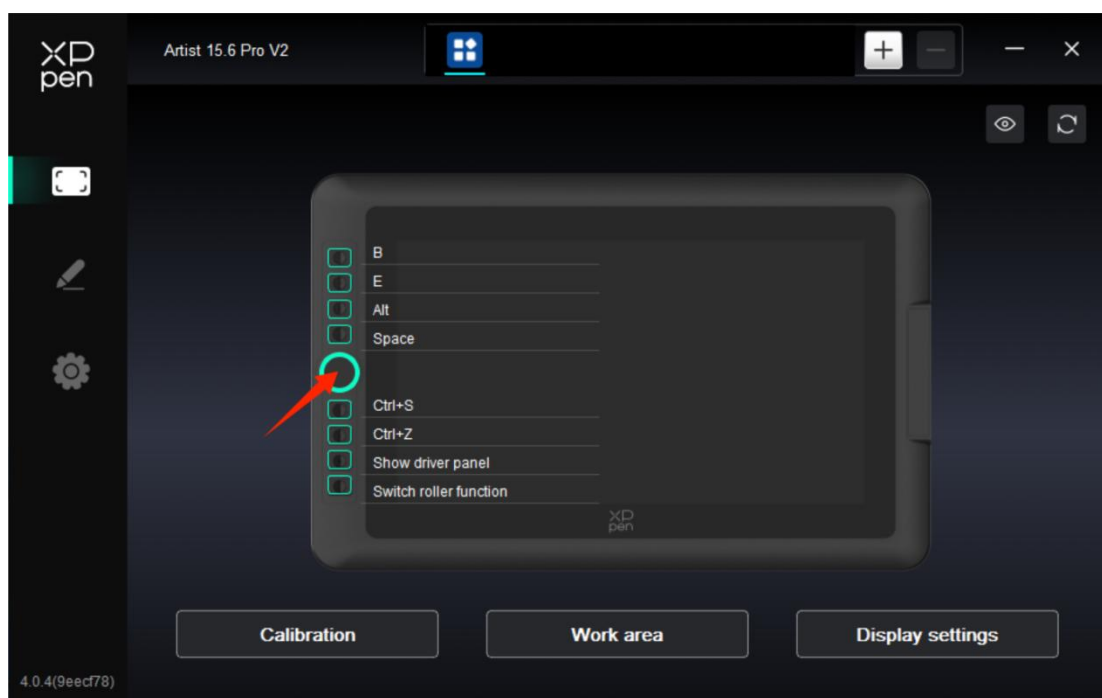 XP
pen
Artist 15.6 Pro V2
B
E
Alt
Space
Ctrl+S
Ctrl+Z
Show driver panel
Switch roller function
XP
pen
Calibration
Work area
Display settings
4.0.4(9eecf78)